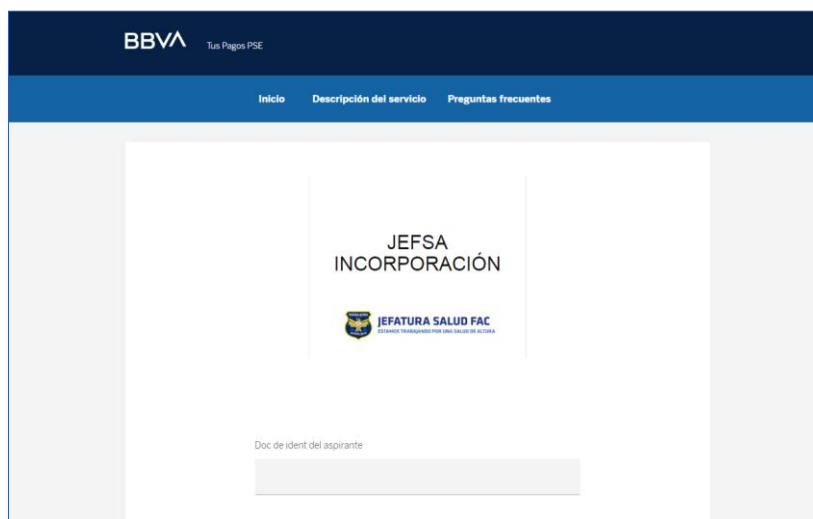 BBVA
Tus Pagos PSE
Inicio Descripción del servicio Preguntas frecuentes
JEFSA
INCORPORACIÓN
JEFATURA SALUD FAC
ESTAMOS TRABAJANDO POR UNA SALUD DE ALTURA
Doc de ident del aspirante